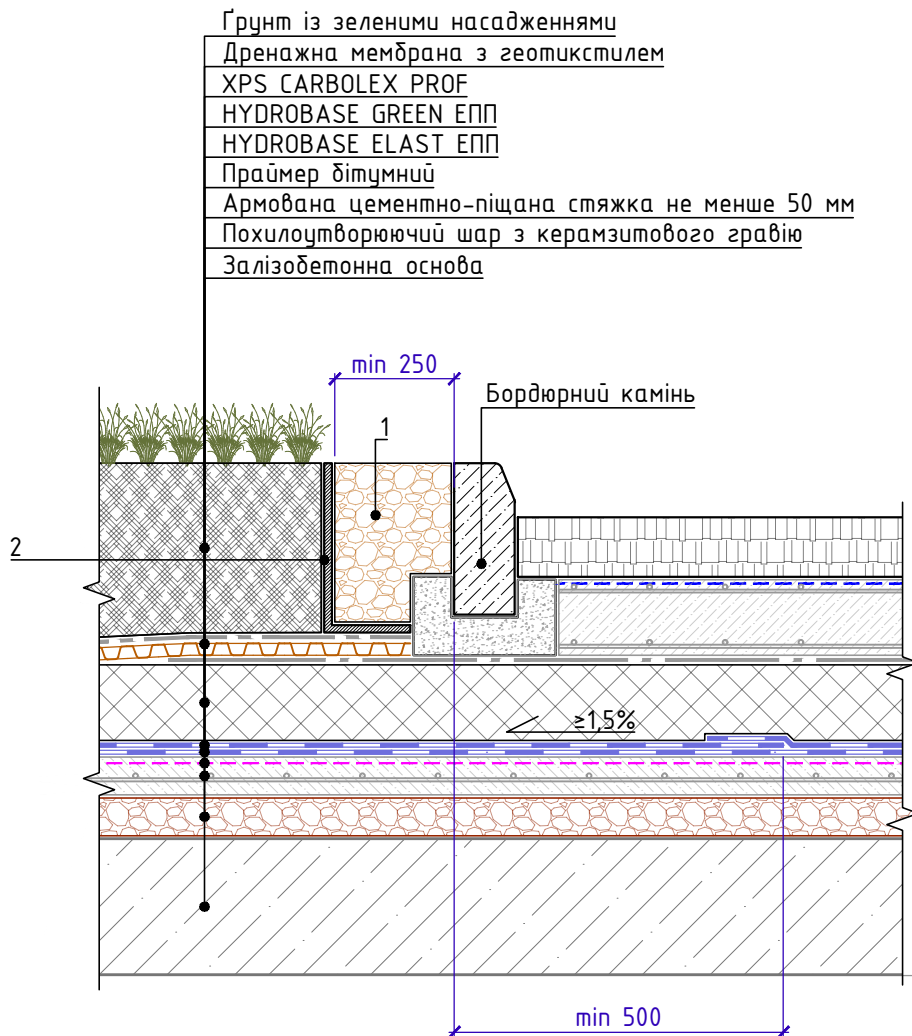 Ґрунт із зеленими насадженнями
Дренажна мембрана з геотикстилем
XPS CARBOLEX PROF
HYDROBASE GREEN ЕПП
HYDROBASE ELAST ЕПП
Праймер бітумний
Армована цементно-піщана стяжка не менше 50 мм
Похилоутворюючий шар з керамзитового гравію
Залізобетонна основа
min 250
Бордюрний камінь
1
2
≥1,5%
min 500